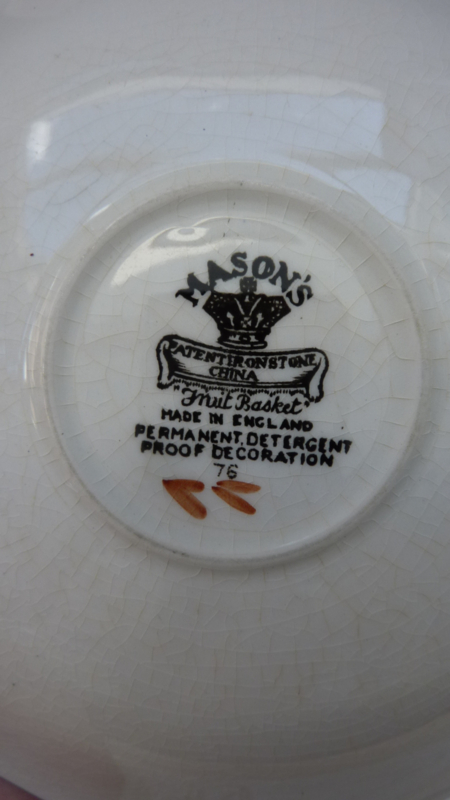 MASON'S
PATENT IRONSTONE
CHINA
"Fruit Basket"
MADE IN ENGLAND
PERMANENT, DETERGENT
PROOF DECORATION
76